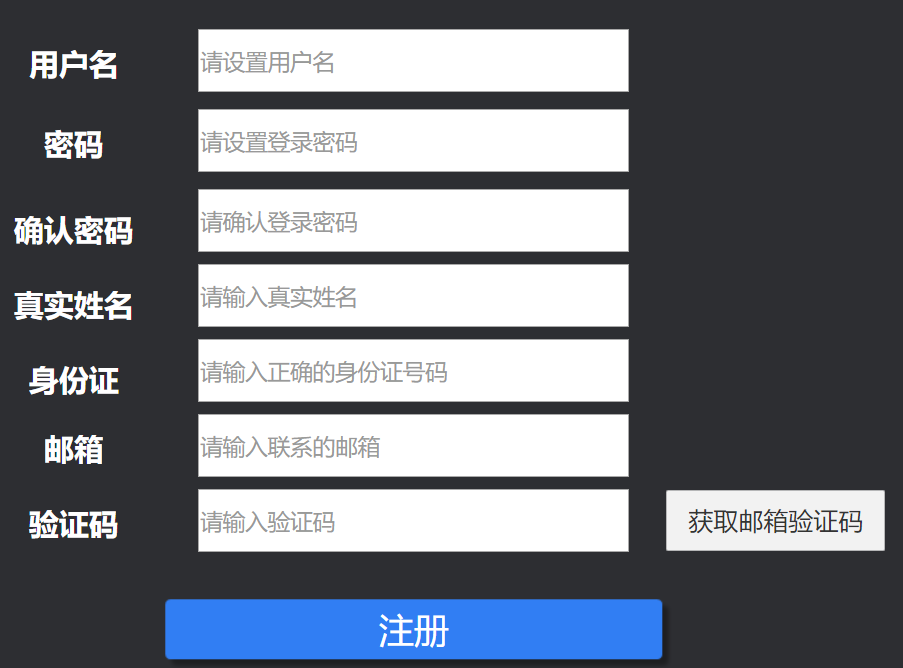 用户名 请设置用户名
密码 请设置登录密码
确认密码 请确认登录密码
真实姓名 请输入真实姓名
身份证 请输入正确的身份证号码
邮箱 请输入联系的邮箱
验证码 请输入验证码 获取邮箱验证码
注册